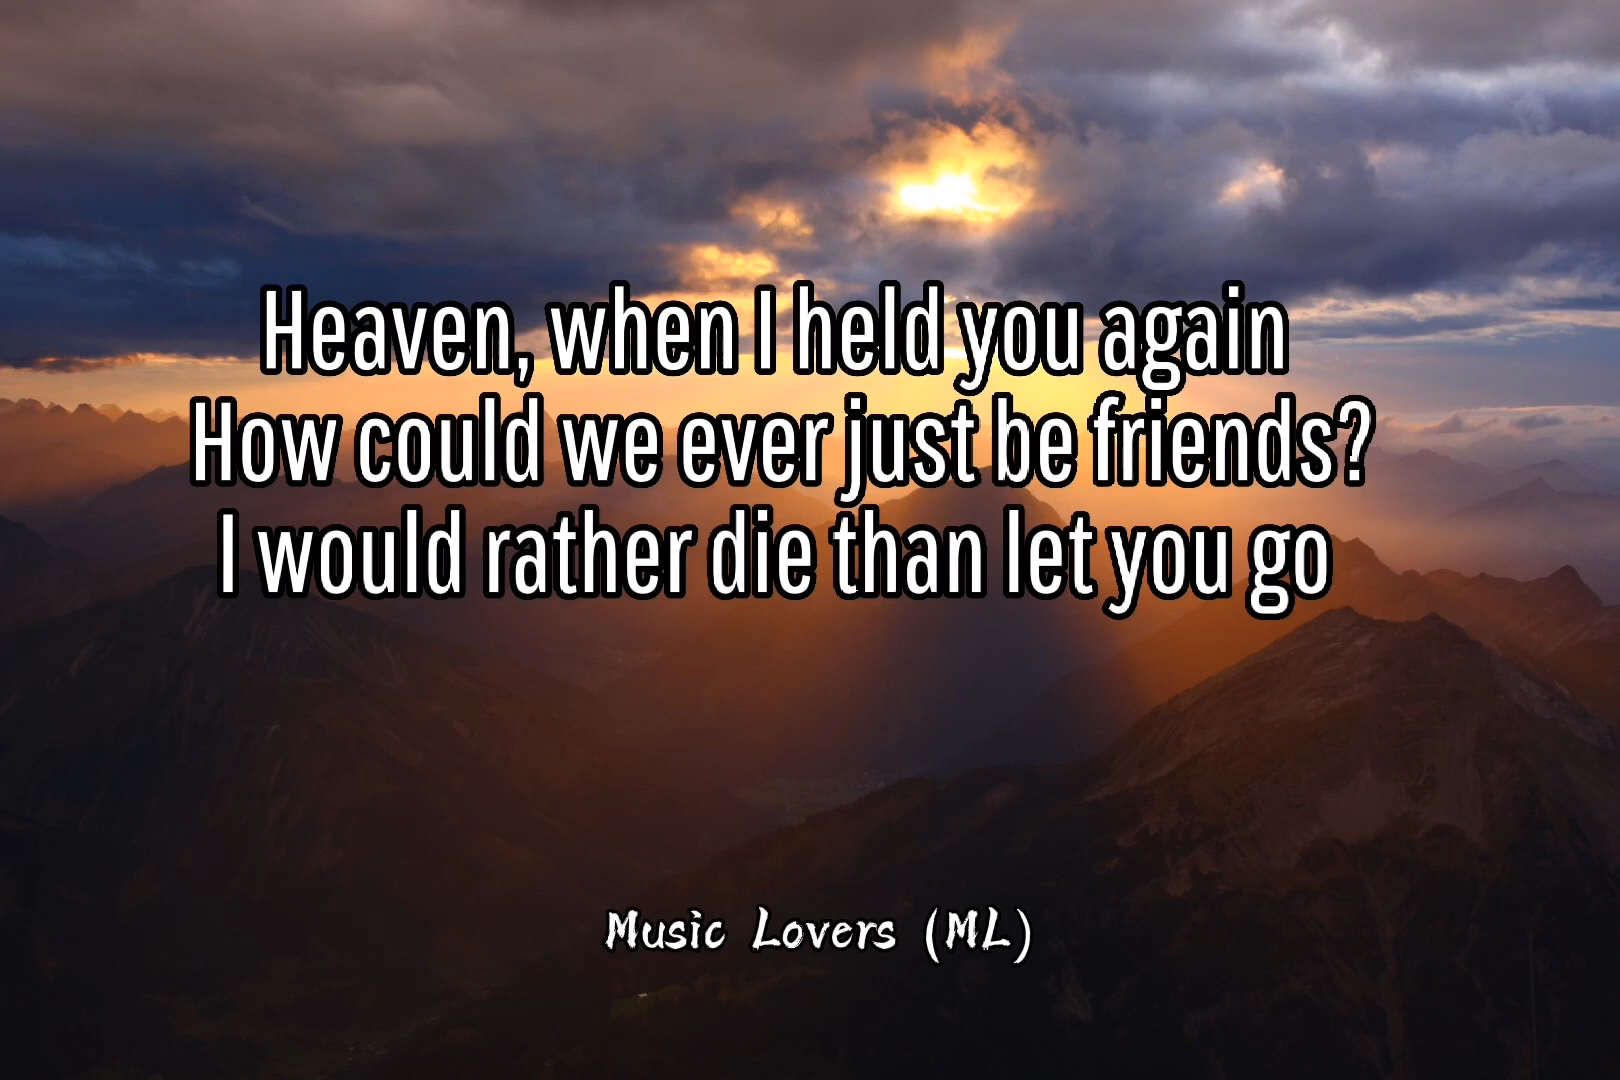 Heaven, when I held you again
How could we ever just be friends?
I would rather die than let you go
Music Lovers (ML)